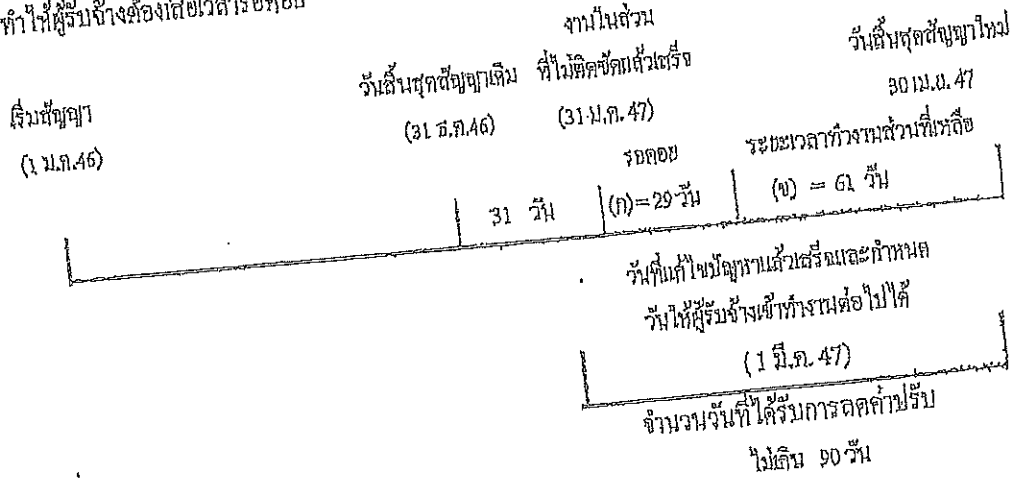 ทำให้ผู้รับจ้างต้องเสียเวลารอคอย
งานในส่วน
วันสิ้นสุดสัญญาเดิม ที่ไม่ติดขัดแล้วเสร็จ วันสิ้นสุดสัญญาใหม่
เริ่มสัญญา (31 ธ.ค.46) (31 ม.ค. 47) 30 เม.ย. 47
(1 ม.ค.46) รอคอย ระยะเวลาทำงานส่วนที่เหลือ
31 วัน (ก)=29 วัน (ข) = 61 วัน
วันที่แก้ไขปัญหาแล้วเสร็จและกำหนด
วันให้ผู้รับจ้างเข้าทำงานต่อไปได้
(1 มี.ค. 47)
จำนวนวันที่ได้รับการลดค่าปรับ
ไม่เกิน 90 วัน